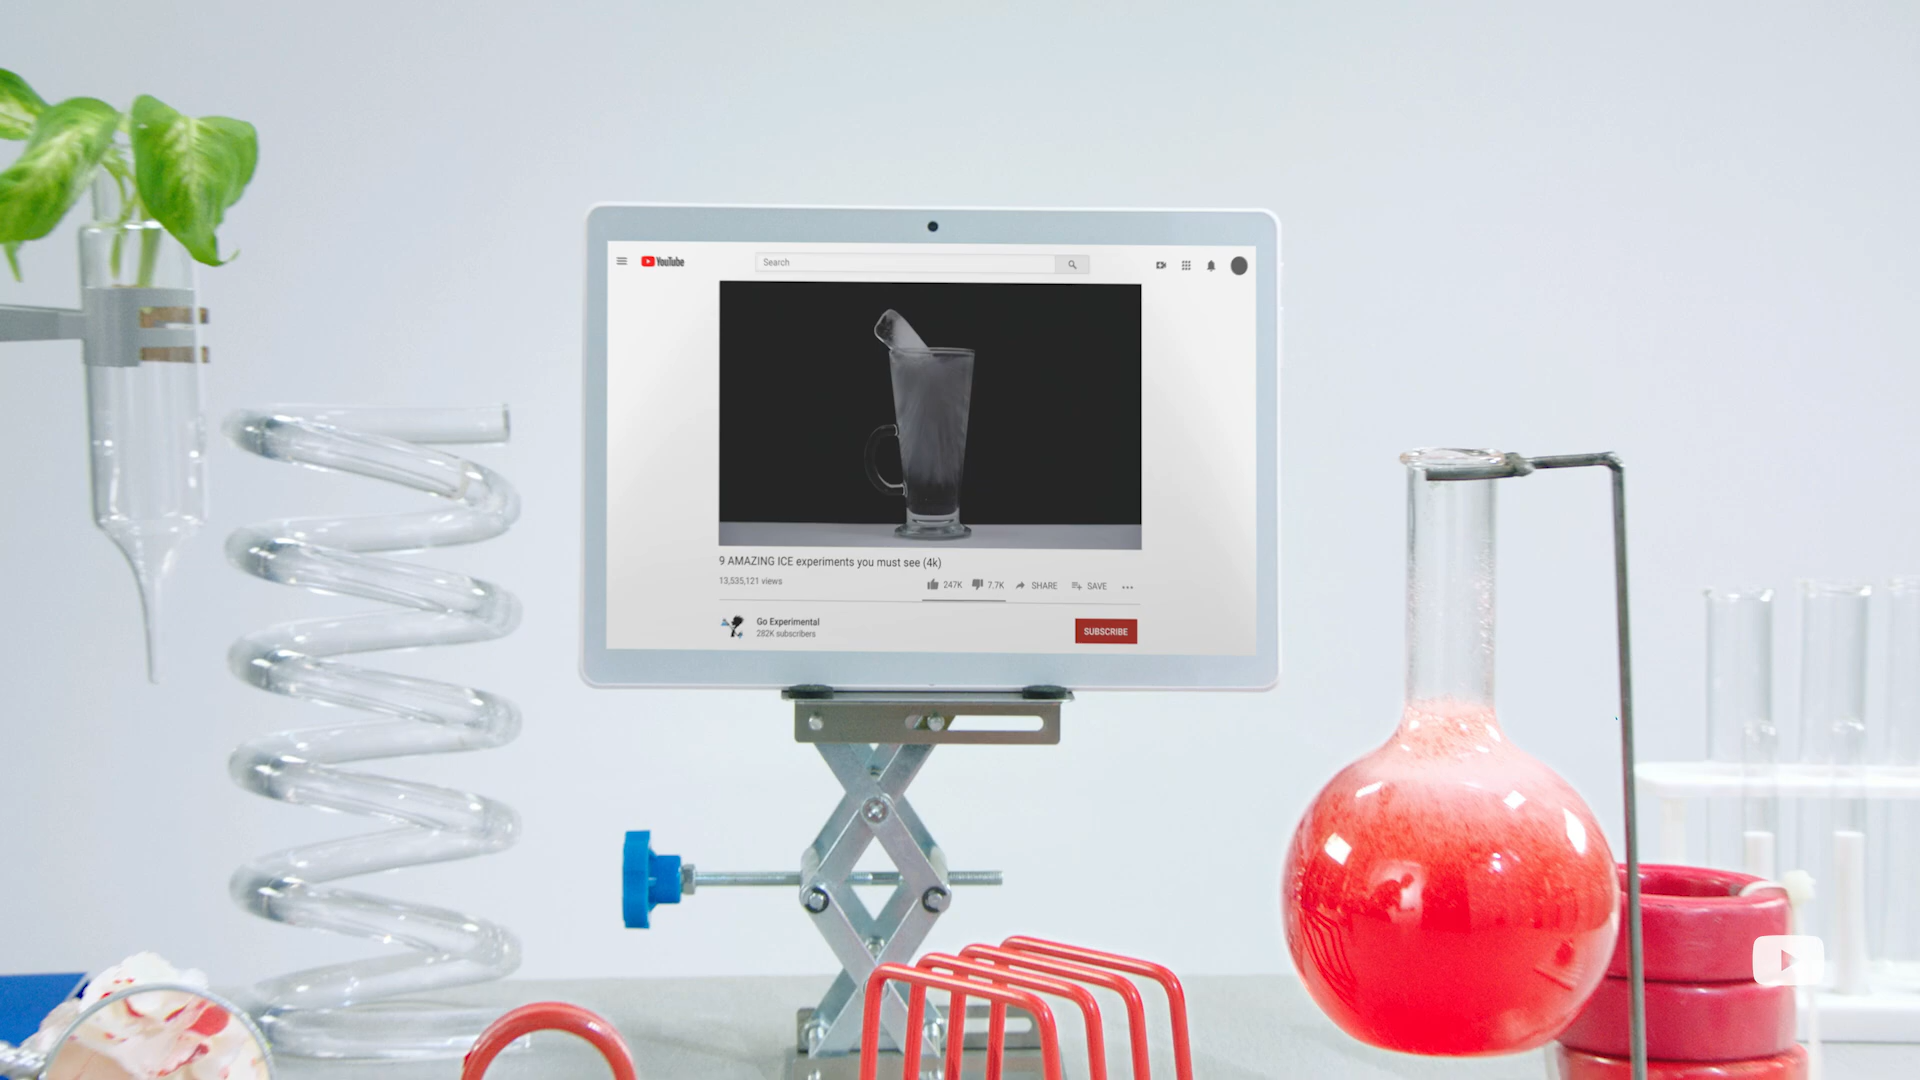 YouTube
Search
9 AMAZING ICE experiments you must see (4k)
13,535,121 views
247K 7.7K SHARE SAVE
Go Experimental
282K subscribers
SUBSCRIBE